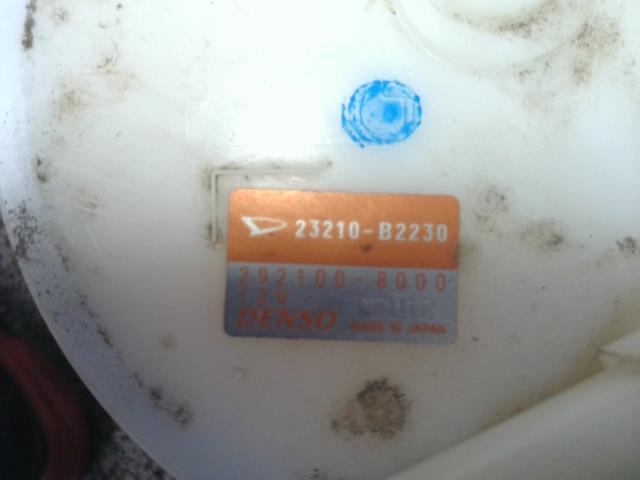 23210-B2230
292100-8000
12V
DENSO MADE IN JAPAN